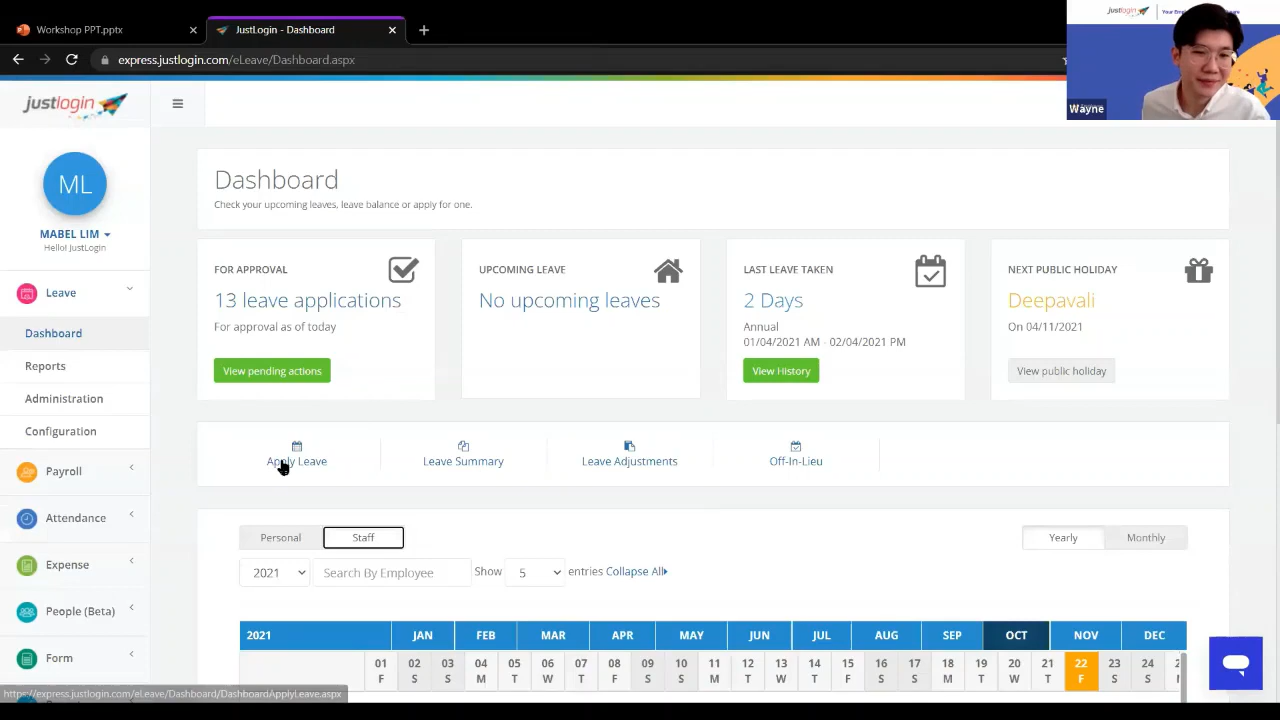 Workshop PPT.pptx
JustLogin - Dashboard
express.justlogin.com/eLeave/Dashboard.aspx
justlogin
Wayne
justlogin
ML
MABEL LIM
Hello! JustLogin
Leave
Dashboard
Reports
Administration
Configuration
Payroll
Attendance
Expense
People (Beta)
Form
Dashboard
Check your upcoming leaves, leave balance or apply for one.
FOR APPROVAL
13 leave applications
For approval as of today
View pending actions
UPCOMING LEAVE
No upcoming leaves
LAST LEAVE TAKEN
2 Days
Annual
01/04/2021 AM - 02/04/2021 PM
View History
NEXT PUBLIC HOLIDAY
Deepavali
On 04/11/2021
View public holiday
Apply Leave
Leave Summary
Leave Adjustments
Off-In-Lieu
Personal Staff
Yearly Monthly
2021 Search By Employee Show 5 entries Collapse All
2021 JAN FEB MAR APR MAY JUN JUL AUG SEP OCT NOV DEC
01 02 03 04 05 06 07 08 09 10 11 12 13 14 15 16 17 18 19 20 21 22 23 24
F S S M T W T F S S M T W T F S S M T W T F S S
https://express.justlogin.com/eLeave/Dashboard/DashboardApplyLeave.aspx